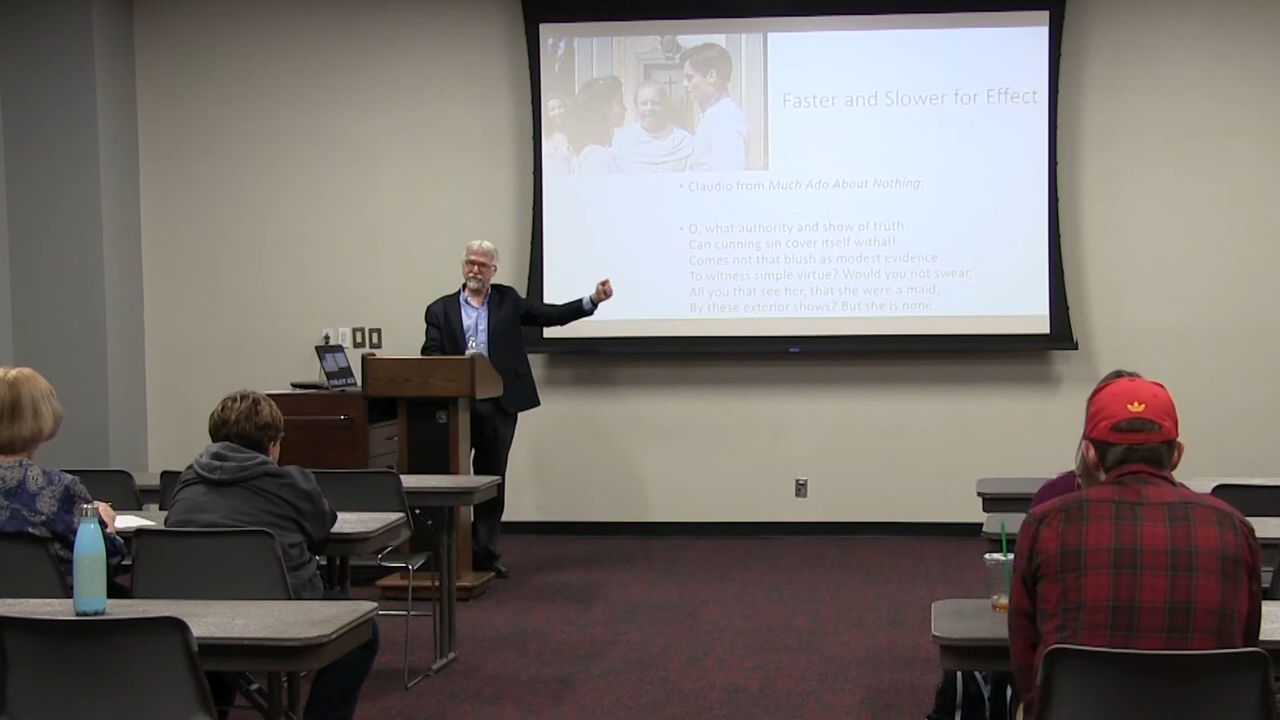 Faster and Slower for Effect
• Claudio from Much Ado About Nothing:
• O, what authority and show of truth
Can cunning sin cover itself withal!
Comes not that blush as modest evidence
To witness simple virtue? Would you not swear,
All you that see her, that she were a maid,
By these exterior shows? But she is none...